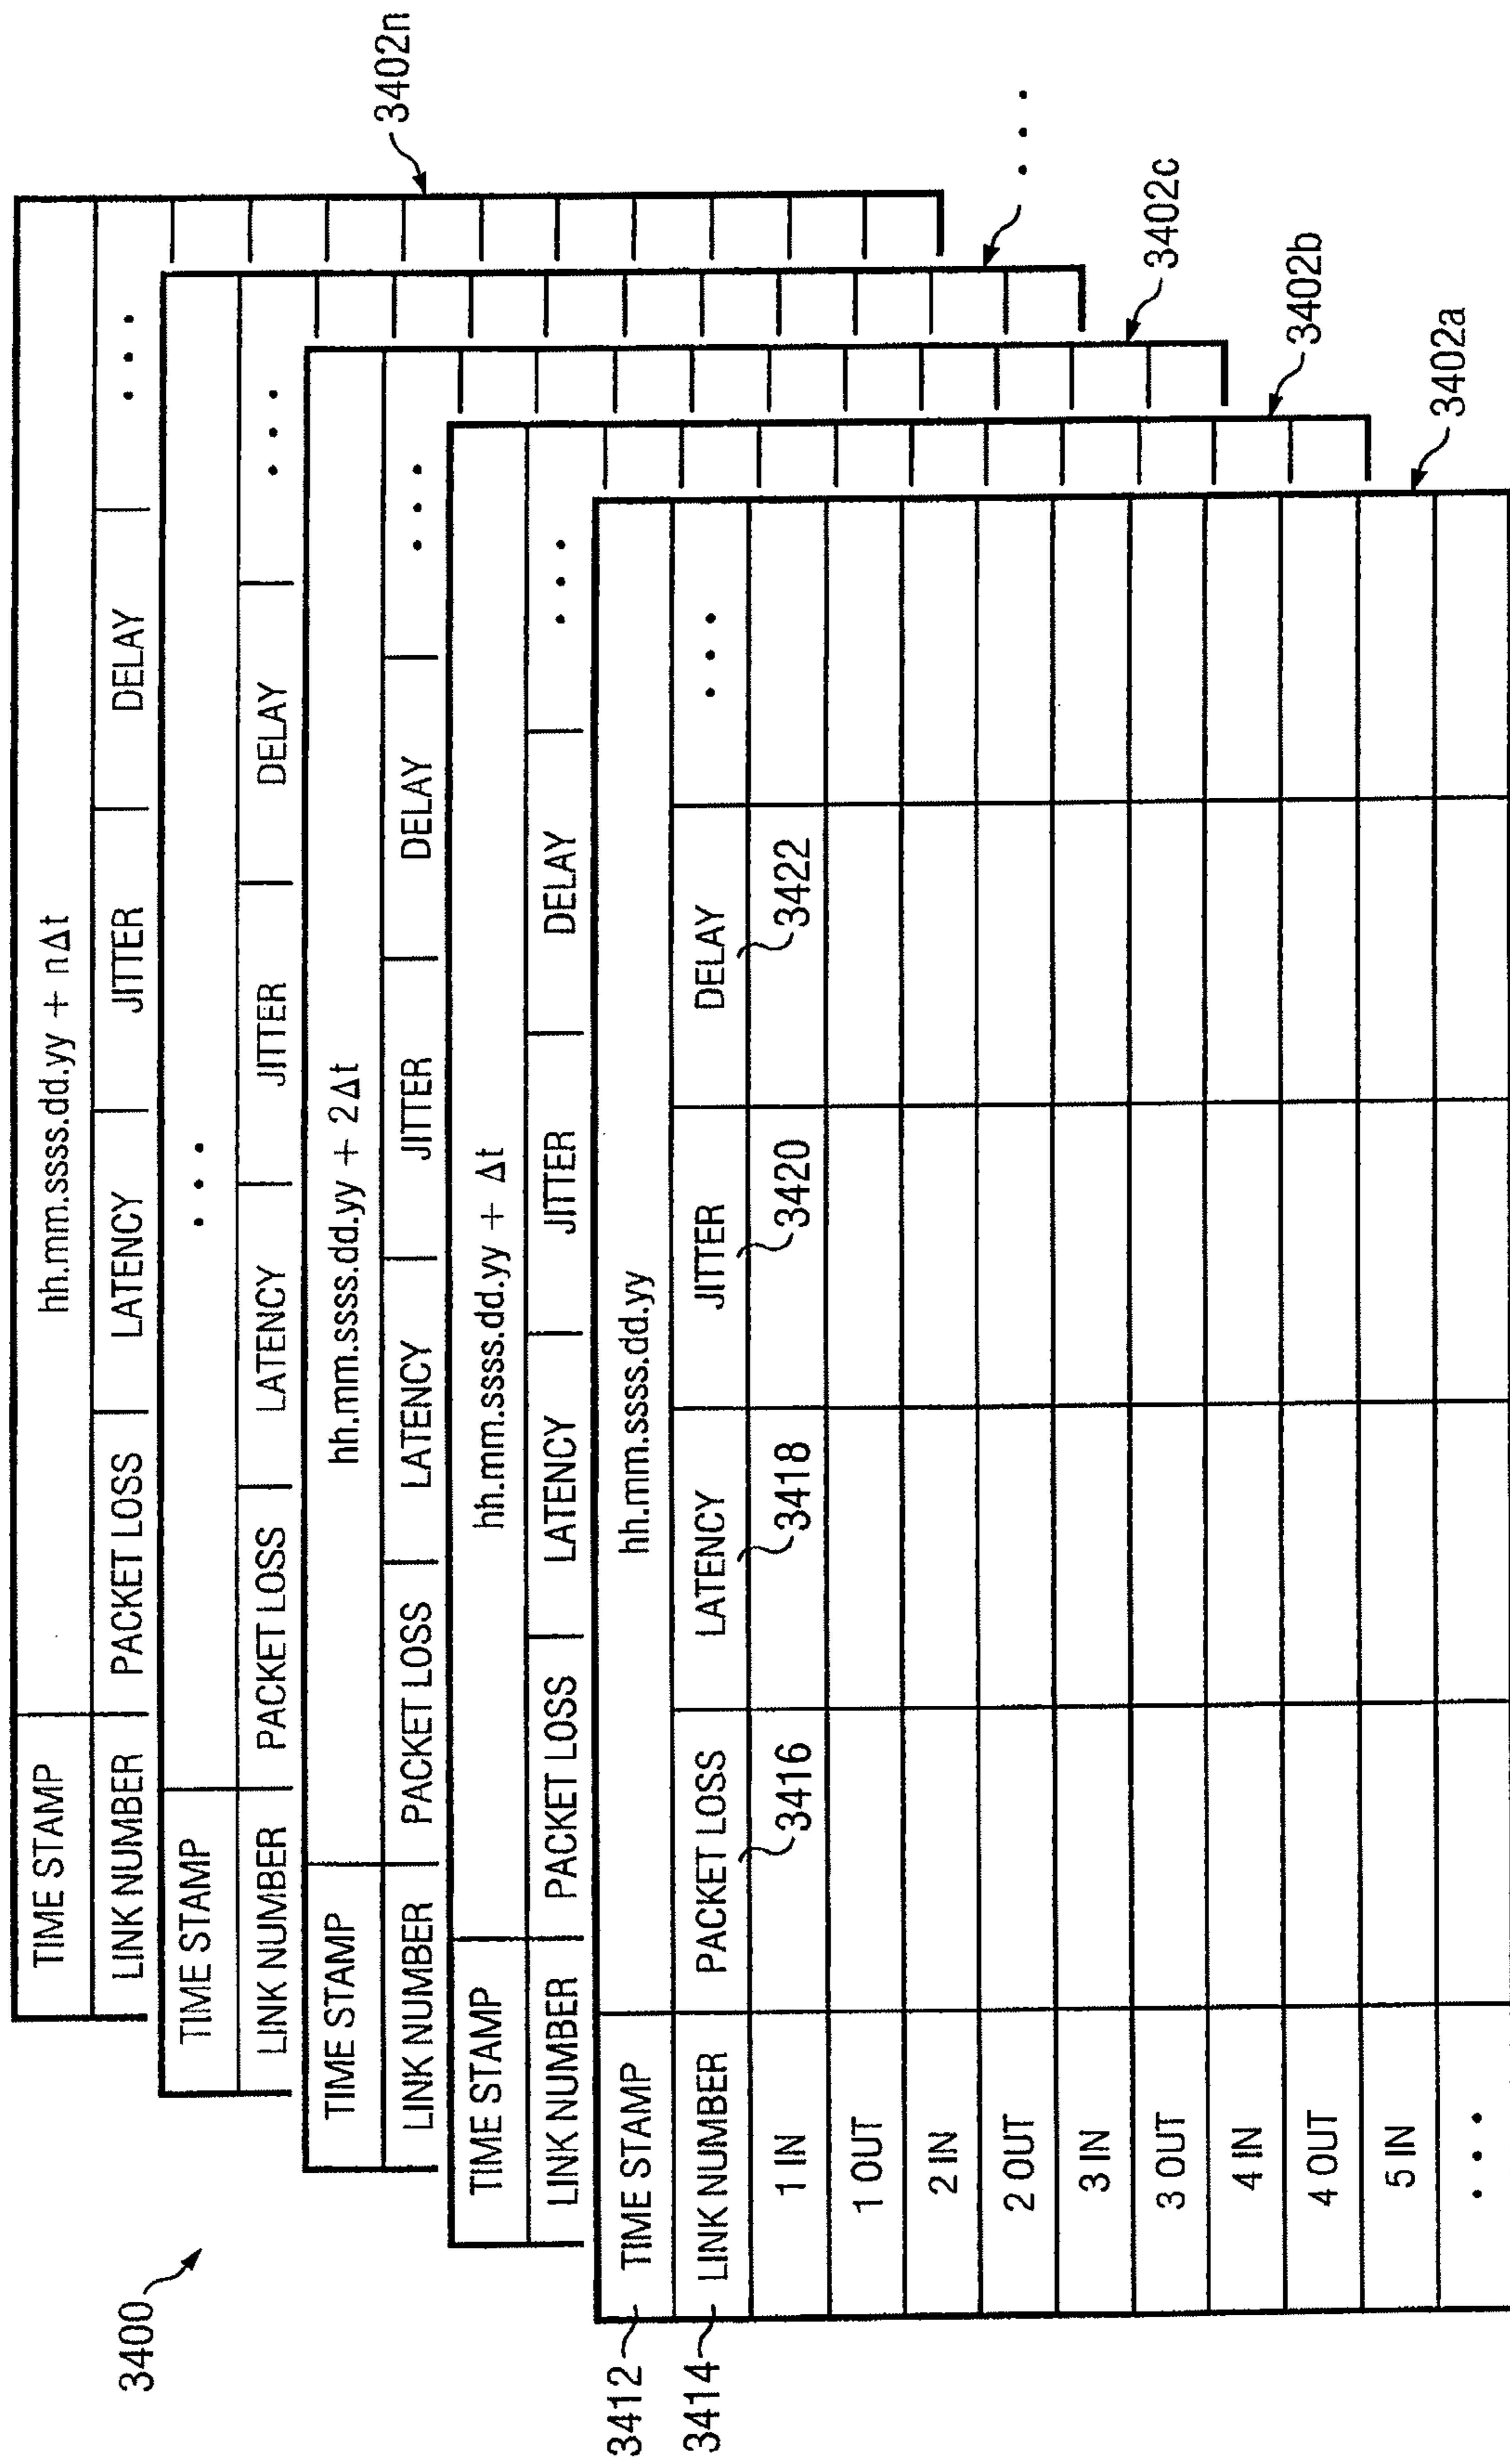 3400
TIME STAMP hh.mm.ssss.dd.yy + nΔt
LINK NUMBER PACKET LOSS LATENCY JITTER DELAY • • •
3402n
TIME STAMP • • •
LINK NUMBER PACKET LOSS LATENCY JITTER DELAY • • •
• • •
TIME STAMP hh.mm.ssss.dd.yy + 2Δt
LINK NUMBER PACKET LOSS LATENCY JITTER DELAY • • •
3402c
TIME STAMP hh.mm.ssss.dd.yy + Δt
LINK NUMBER PACKET LOSS LATENCY JITTER DELAY • • •
3402b
3412 TIME STAMP hh.mm.ssss.dd.yy
3414 LINK NUMBER PACKET LOSS LATENCY JITTER DELAY • • •
1 IN 3416 3418 3420 3422
1 OUT
2 IN
2 OUT
3 IN
3 OUT
4 IN
4 OUT
5 IN
• • •
3402a